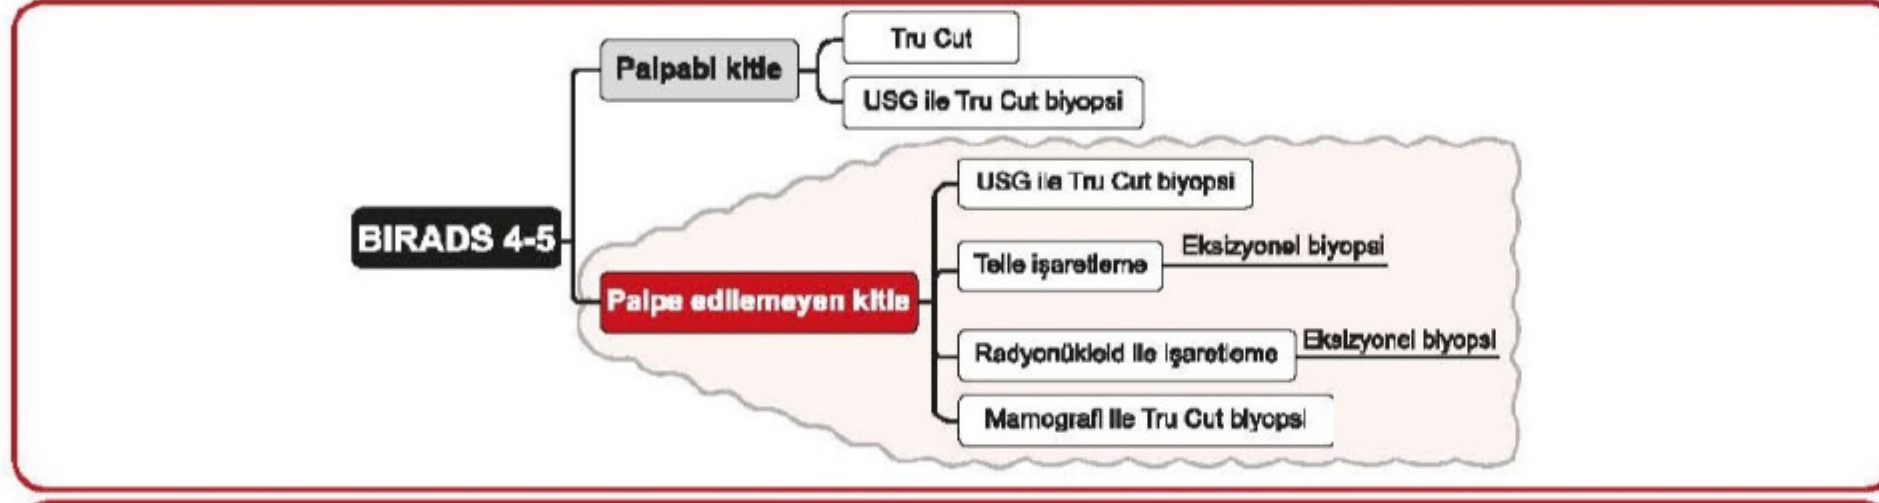 Tru Cut
Palpabl kitle
USG ile Tru Cut biyopsi
USG ile Tru Cut biyopsi
BIRADS 4-5
Eksizyonel biyopsi
Telle işaretleme
Palpe edilemeyen kitle
Eksizyonel biyopsi
Radyonükleid ile işaretleme
Mamografi ile Tru Cut biyopsi